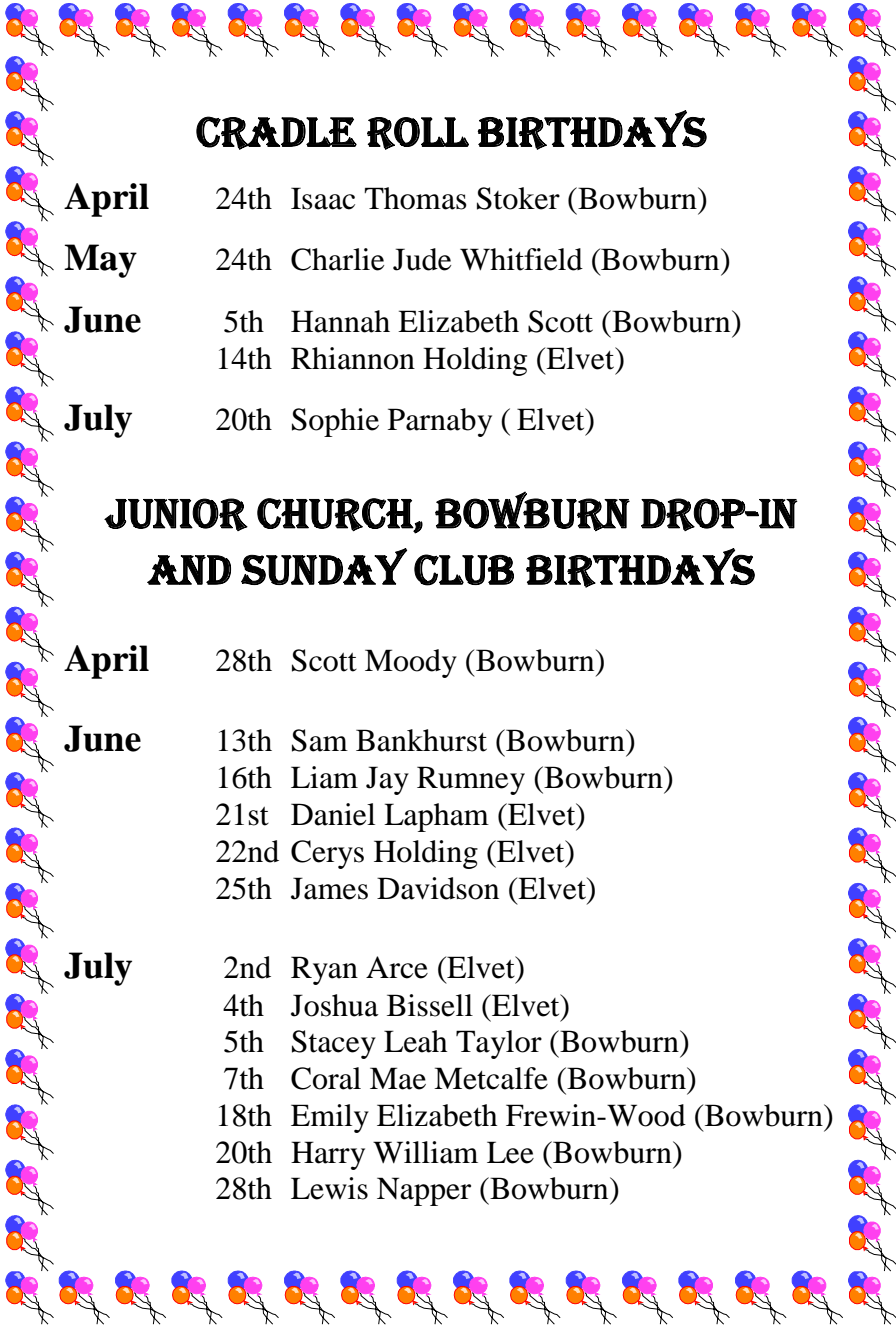 CRADLE ROLL BIRTHDAYS
April 24th Isaac Thomas Stoker (Bowburn)
May 24th Charlie Jude Whitfield (Bowburn)
June 5th Hannah Elizabeth Scott (Bowburn)
14th Rhiannon Holding (Elvet)
July 20th Sophie Parnaby ( Elvet)
JUNIOR CHURCH, BOWBURN DROP-IN
AND SUNDAY CLUB BIRTHDAYS
April 28th Scott Moody (Bowburn)
June 13th Sam Bankhurst (Bowburn)
16th Liam Jay Rumney (Bowburn)
21st Daniel Lapham (Elvet)
22nd Cerys Holding (Elvet)
25th James Davidson (Elvet)
July 2nd Ryan Arce (Elvet)
4th Joshua Bissell (Elvet)
5th Stacey Leah Taylor (Bowburn)
7th Coral Mae Metcalfe (Bowburn)
18th Emily Elizabeth Frewin-Wood (Bowburn)
20th Harry William Lee (Bowburn)
28th Lewis Napper (Bowburn)